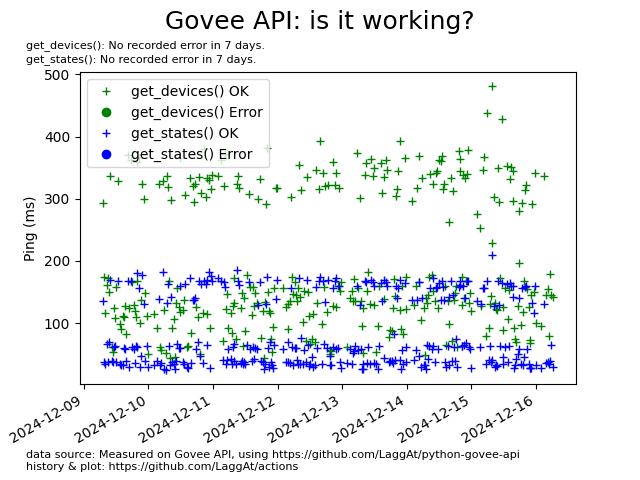 Govee API: is it working?
get_devices(): No recorded error in 7 days.
get_states(): No recorded error in 7 days.
500
400
300
200
100
Ping (ms)
get_devices() OK
get_devices() Error
get_states() OK
get_states() Error
2024-12-09
2024-12-10
2024-12-11
2024-12-12
2024-12-13
2024-12-14
2024-12-15
2024-12-16
data source: Measured on Govee API, using https://github.com/LaggAt/python-govee-api
history & plot: https://github.com/LaggAt/actions